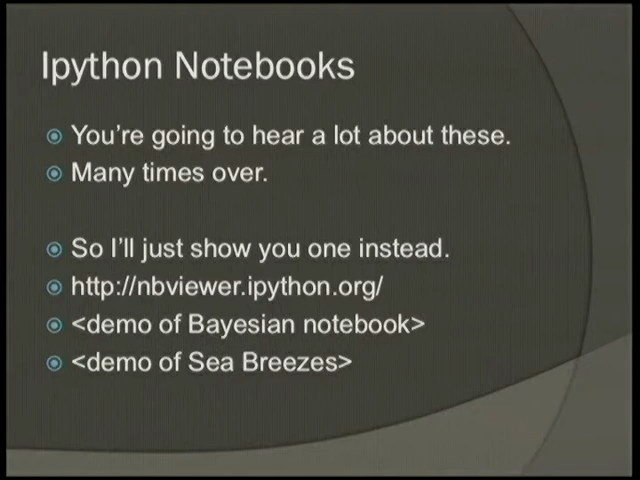 Ipython Notebooks
You're going to hear a lot about these.
Many times over.
So I'll just show you one instead.
http://nbviewer.ipython.org/
<demo of Bayesian notebook>
<demo of Sea Breezes>